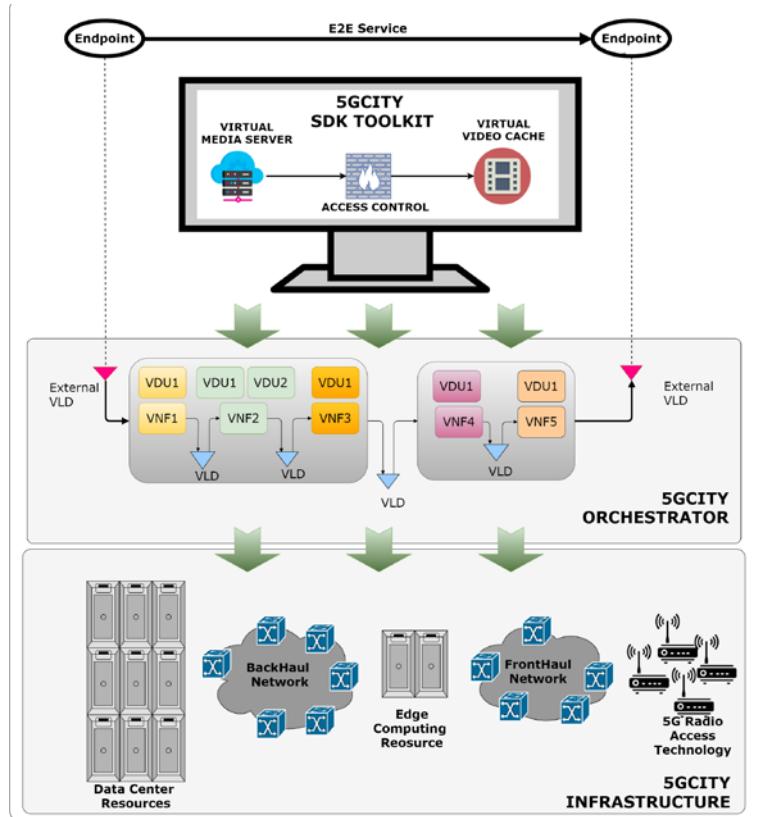 E2E Service
Endpoint
Endpoint
5GCITY
SDK TOOLKIT
VIRTUAL
MEDIA SERVER
VIRTUAL
VIDEO CACHE
ACCESS CONTROL
External
VLD
VDU1
VDU1
VDU2
VDU1
VNF1
VNF2
VNF3
VLD
VLD
VLD
VDU1
VDU1
VNF4
VNF5
VLD
External
VLD
5GCITY
ORCHESTRATOR
BackHaul
Network
FrontHaul
Network
Edge
Computing
Reosurce
5G Radio
Access
Technology
Data Center
Resources
5GCITY
INFRASTRUCTURE